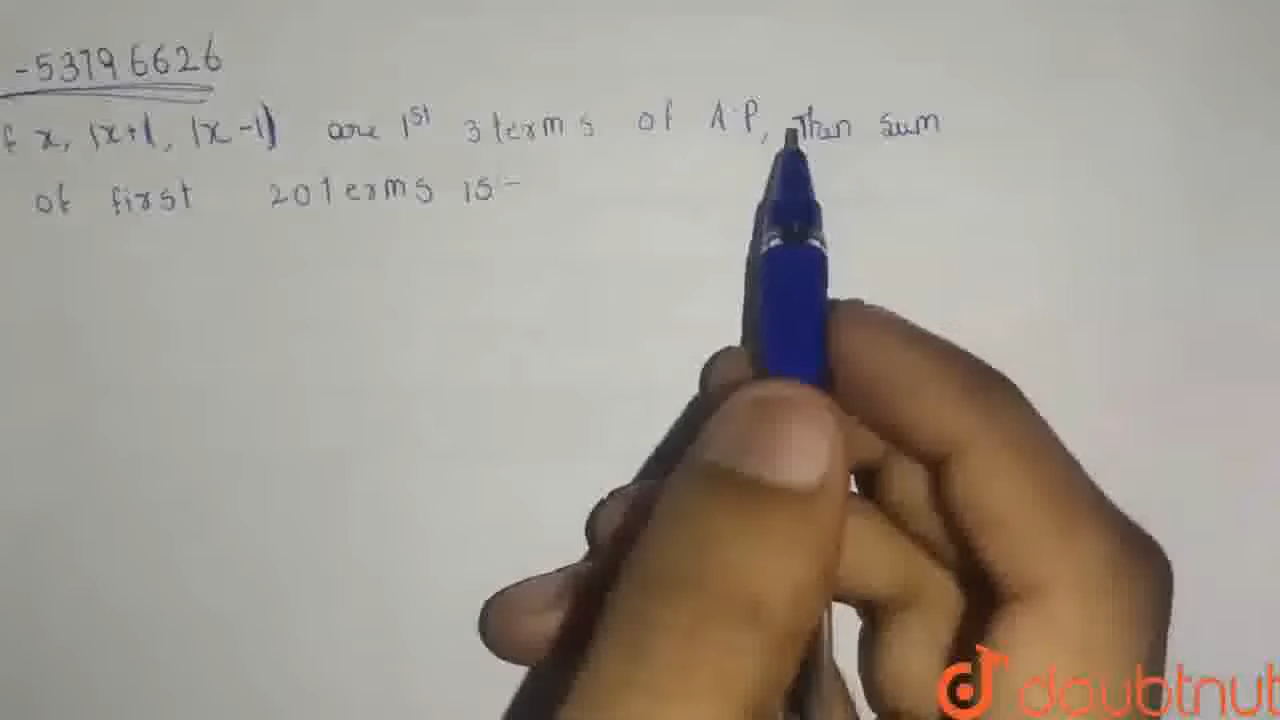 -53796626
f x, |x+1, |x-1| are 1st 3 terms of A.P, Then sum
of first 20 Terms is -
doubtnut